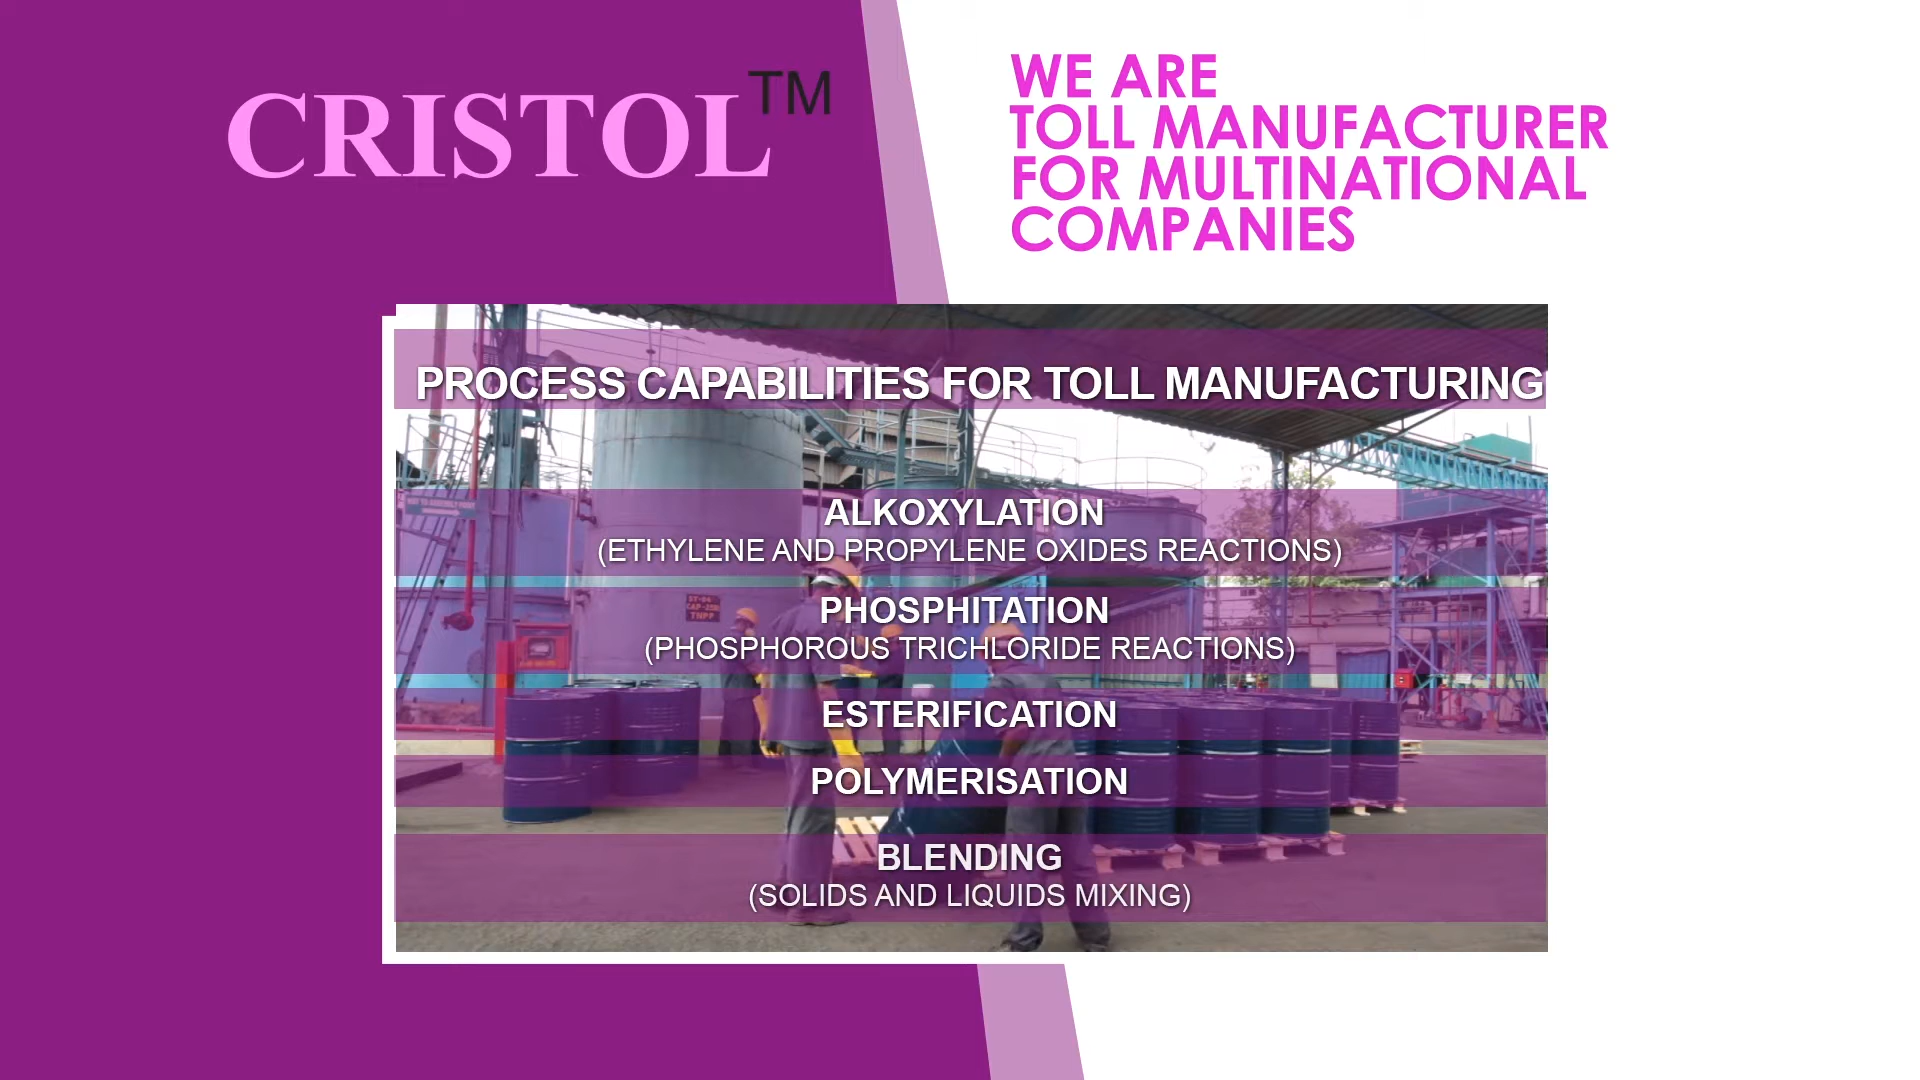 CRISTOL™
WE ARE
TOLL MANUFACTURER
FOR MULTINATIONAL
COMPANIES
PROCESS CAPABILITIES FOR TOLL MANUFACTURING
ALKOXYLATION
(ETHYLENE AND PROPYLENE OXIDES REACTIONS)
PHOSPHITATION
(PHOSPHOROUS TRICHLORIDE REACTIONS)
ESTERIFICATION
POLYMERISATION
BLENDING
(SOLIDS AND LIQUIDS MIXING)